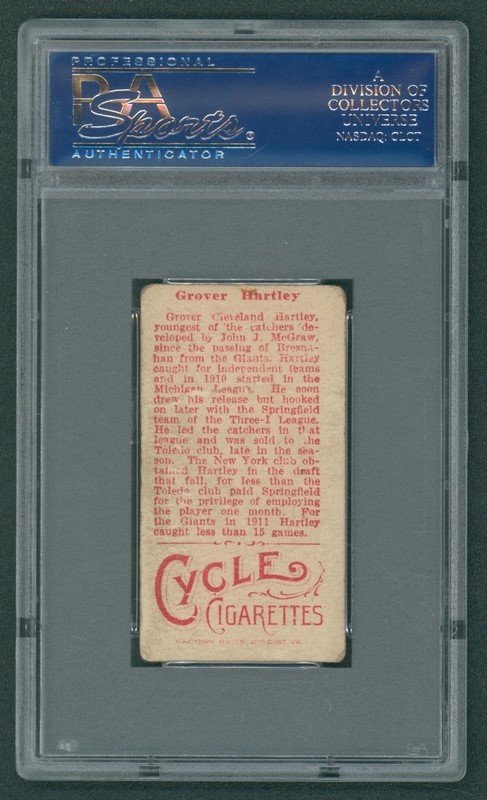 PROFESSIONAL
PSA
Sports
AUTHENTICATOR
A
DIVISION OF
COLLECTORS
UNIVERSE
NASDAQ: CLCT
Grover Hartley
Grover Cleveland Hartley,
youngest of the catchers de-
veloped by John J. McGraw,
since the passing of Bresna-
han from the Giants. Hartley
caught for independent teams
and in 1910 started in the
Michigan League. He soon
drew his release but hooked
on later with the Springfield
team of the Three-I League.
He led the catchers in that
league and was sold to the
Toledo club, late in the sea-
son. The New York club ob-
tained Hartley in the draft
that fall, for less than the
Toledo club paid Springfield
for the privilege of employing
the player one month. For
the Giants in 1911 Hartley
caught less than 15 games.
CYCLE
CIGARETTES
FACTORY No 25, 2ND DIST. VA.